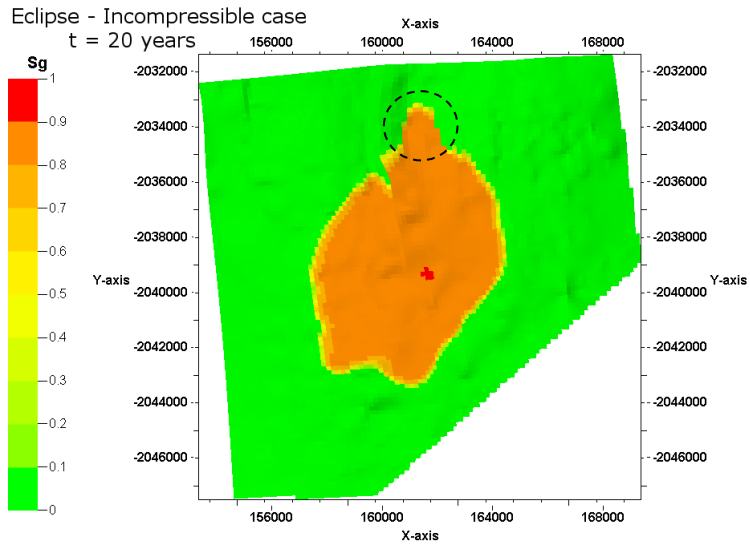 Eclipse - Incompressible case
t = 20 years
Sg
1
0.9
0.8
0.7
0.6
0.5
0.4
0.3
0.2
0.1
0
X-axis
156000 160000 164000 168000
-2032000 -2032000
-2034000 -2034000
-2036000 -2036000
-2038000 -2038000
Y-axis Y-axis
-2040000 -2040000
-2042000 -2042000
-2044000 -2044000
-2046000 -2046000
156000 160000 164000 168000
X-axis